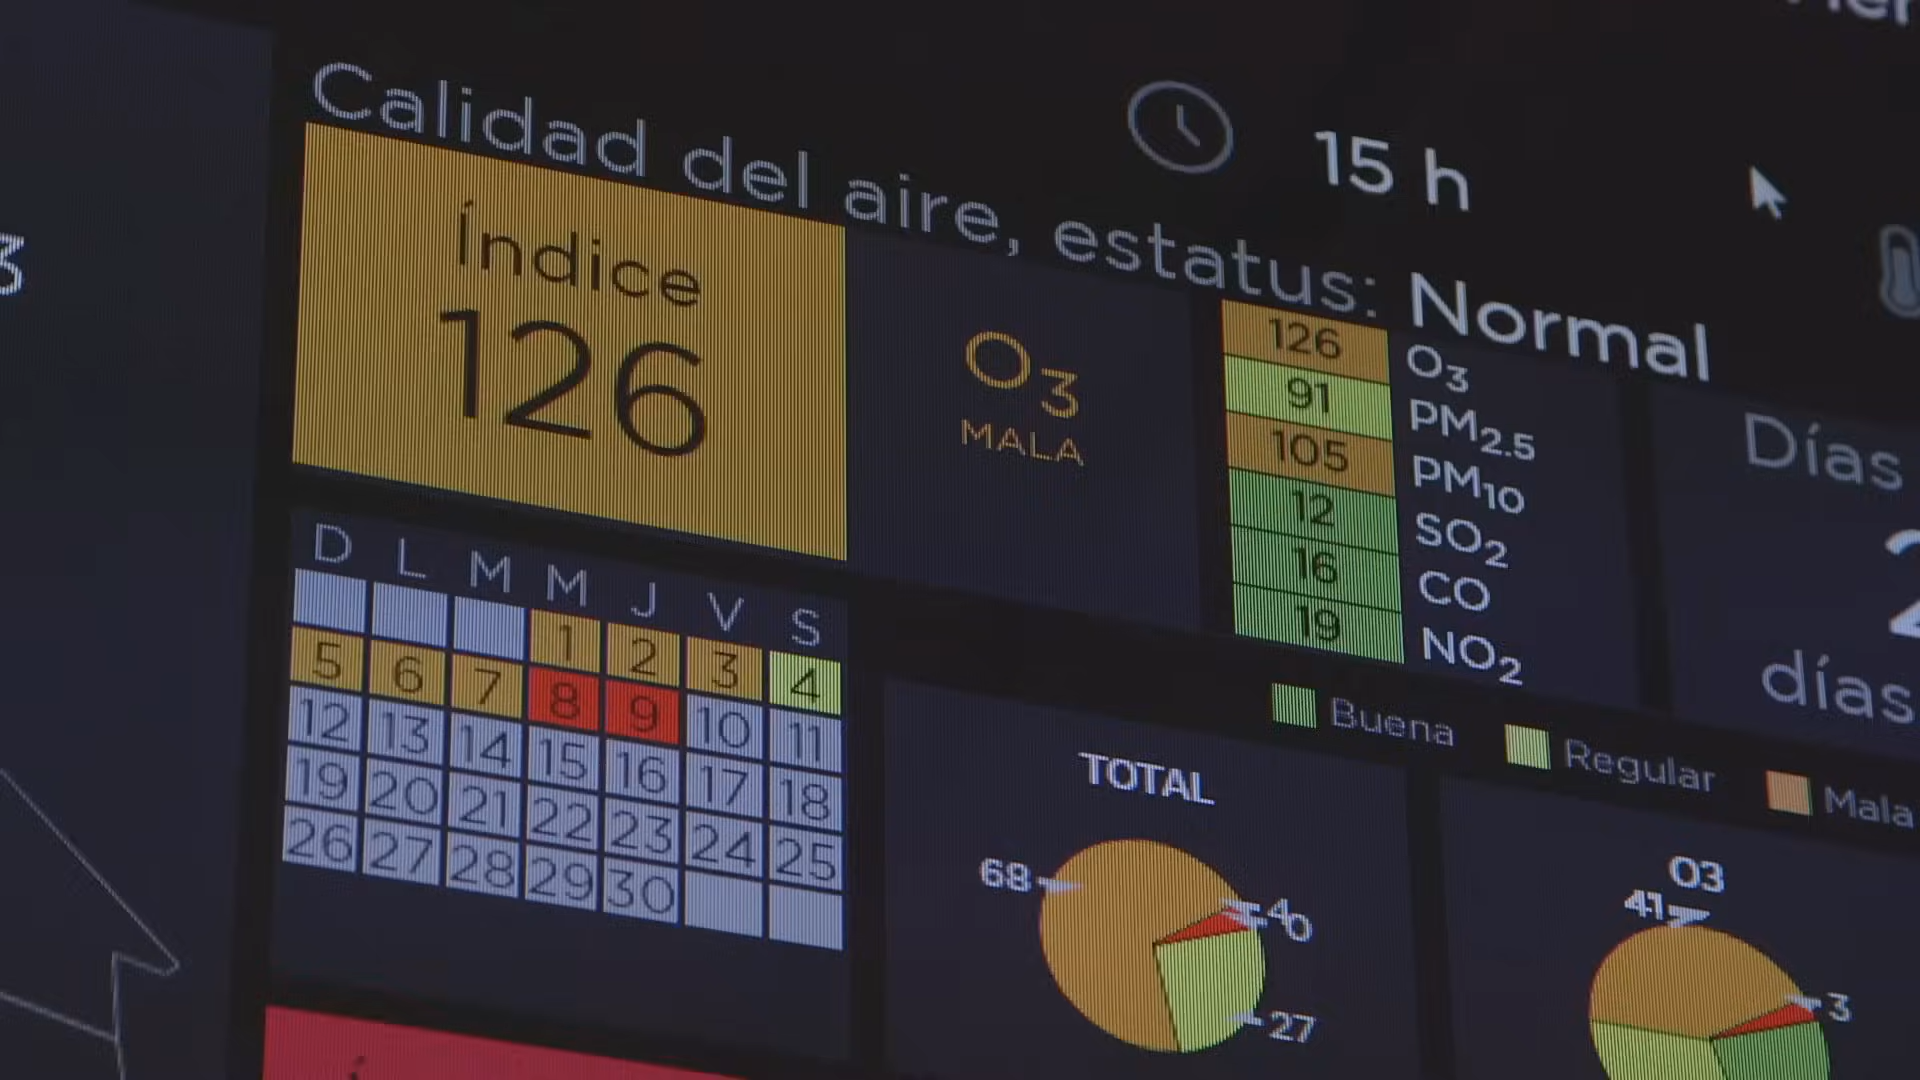 3
15 h
Calidad del aire, estatus: Normal
Índice
126
O3
MALA
126 O3
91 PM2.5
105 PM10
12 SO2
16 CO
19 NO2
Días
días
D L M M J V S
1 2 3 4
5 6 7 8 9 10 11
12 13 14 15 16 17 18
19 20 21 22 23 24 25
26 27 28 29 30
Buena Regular Mala
TOTAL
68
4
0
27
O3
41
3